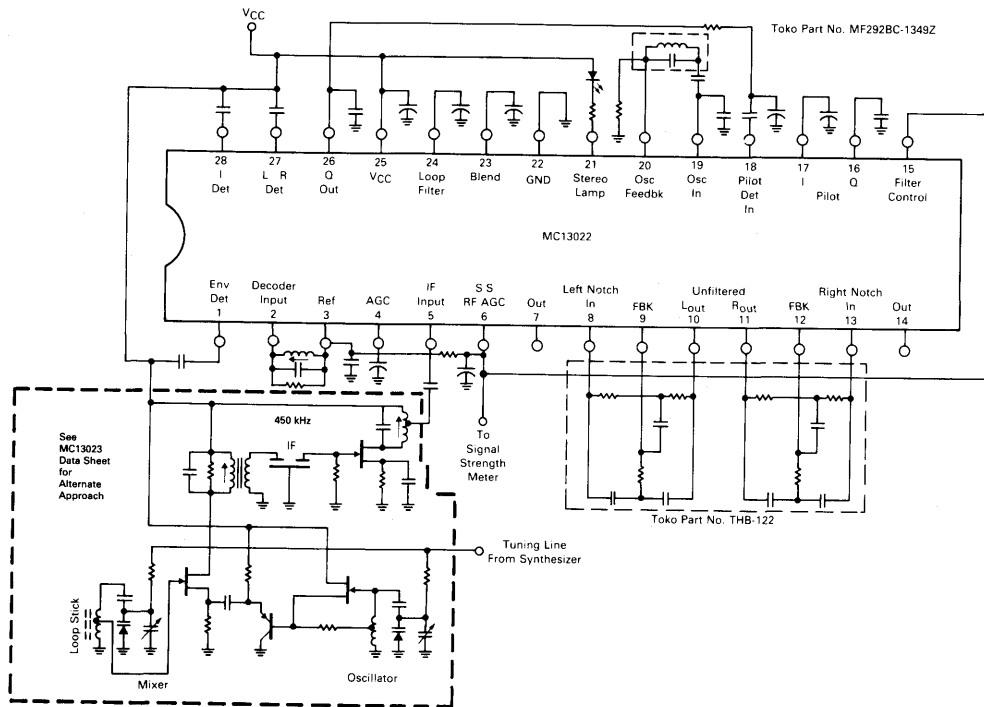 VCC
Toko Part No. MF292BC-1349Z
28
27
26
25
24
23
22
21
20
19
18
17
16
15
I
Det
L R
Det
Q
Out
VCC
Loop
Filter
Blend
GND
Stereo
Lamp
Osc
Feedbk
Osc
In
Pilot
Det
In
I
Q
Pilot
Filter
Control
MC13022
Env
Det
1
Decoder
Input
2
Ref
3
AGC
4
IF
Input
5
S S
RF AGC
6
Out
7
Left Notch
In
8
FBK
9
Unfiltered
Lout
10
Rout
11
FBK
12
Right Notch
In
13
Out
14
See
MC13023
Data Sheet
for
Alternate
Approach
450 kHz
IF
To
Signal
Strength
Meter
Toko Part No. THB-122
Tuning Line
From Synthesizer
Loop Stick
Mixer
Oscillator